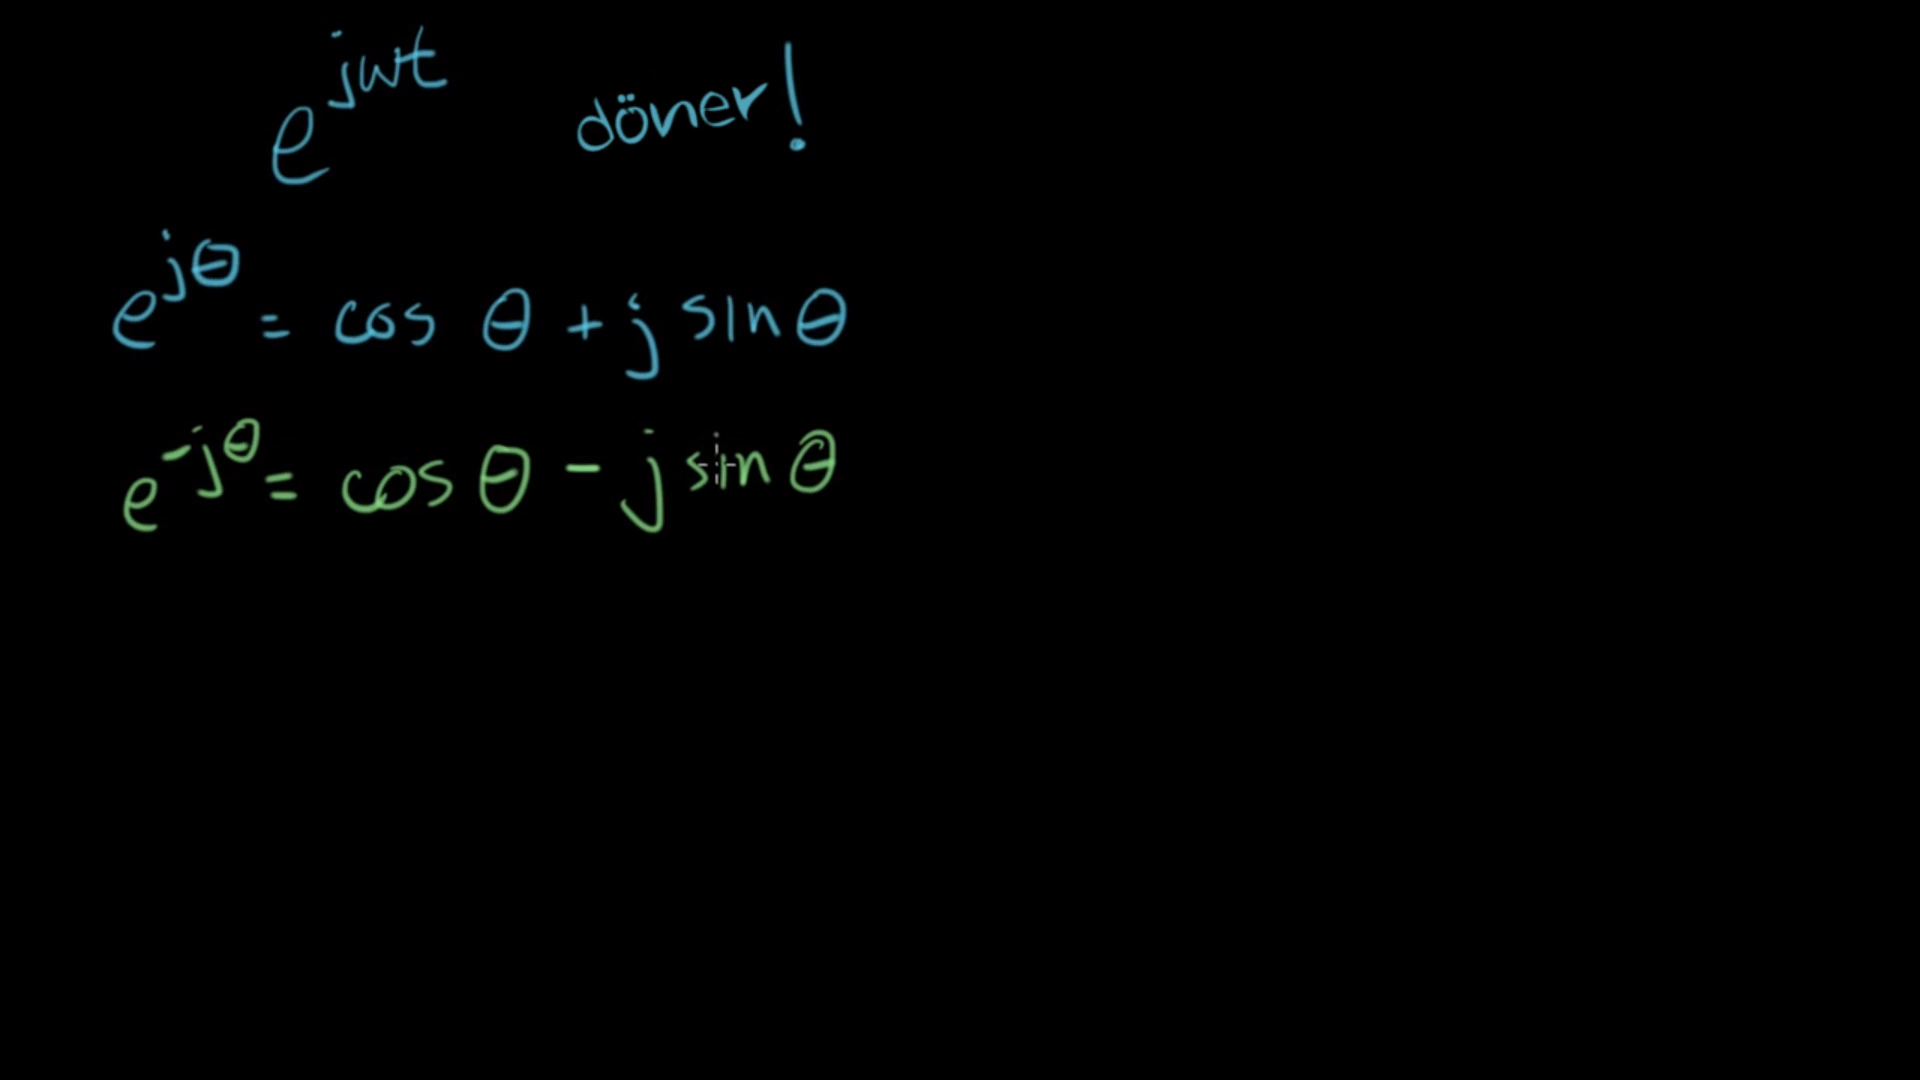 e^{jωt} döner!
e^{jθ} = cos θ + j sin θ
e^{-jθ} = cos θ - j sin θ